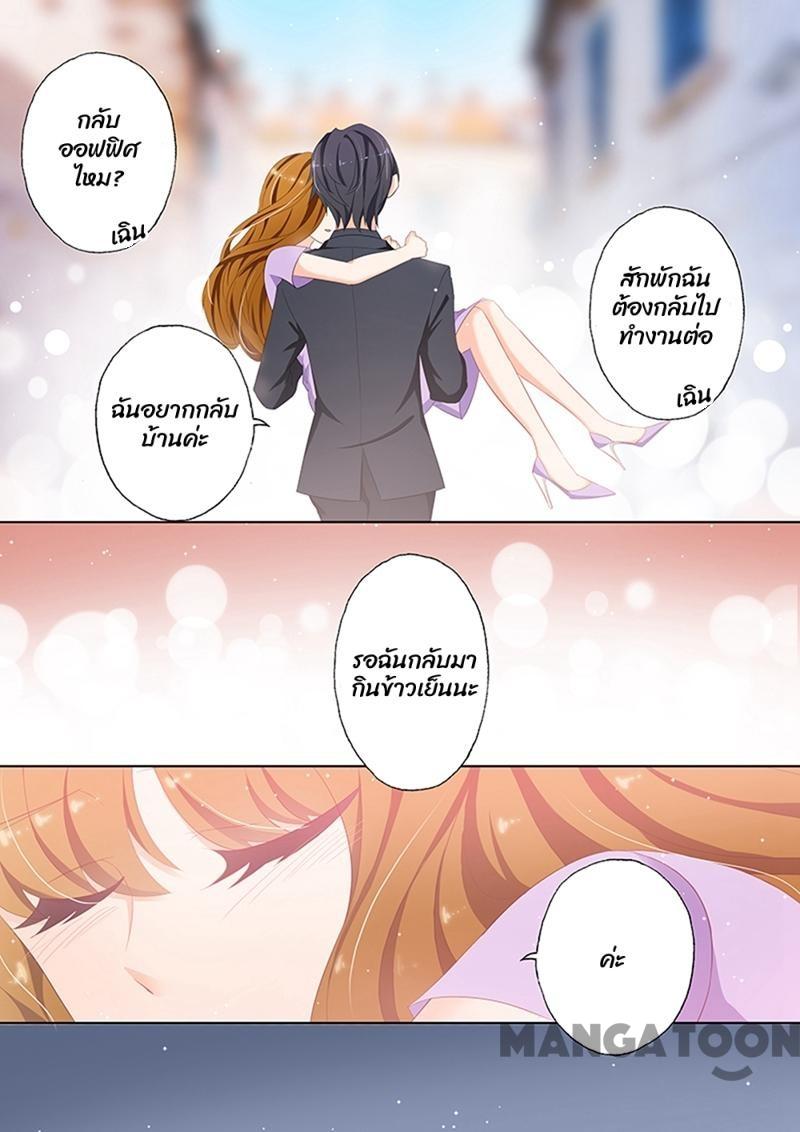 กลับ
ออฟฟิศ
ไหม?
เฉิน
สักพักฉัน
ต้องกลับไป
ทำงานต่อ
เฉิน
ฉันอยากกลับ
บ้านค่ะ
รอฉันกลับมา
กินข้าวเย็นนะ
ค่ะ
MANGATOON